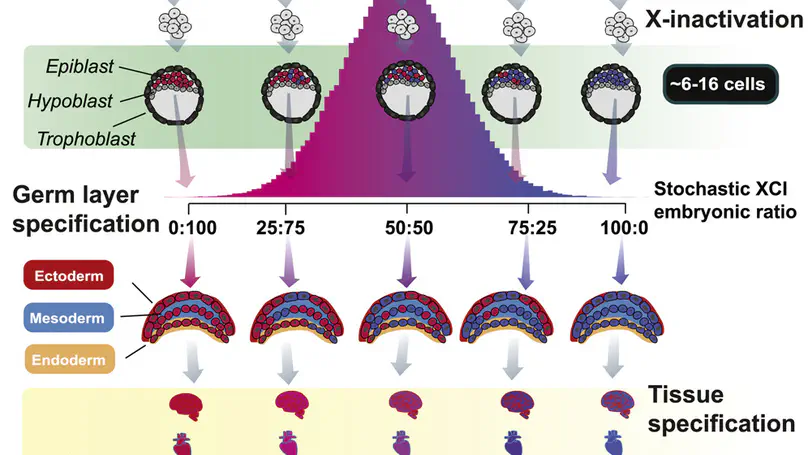 X-inactivation
Epiblast
~6-16 cells
Hypoblast
Trophoblast
Germ layer
specification
Stochastic XCI
embryonic ratio
0:100 25:75 50:50 75:25 100:0
Ectoderm
Mesoderm
Endoderm
Tissue
specification